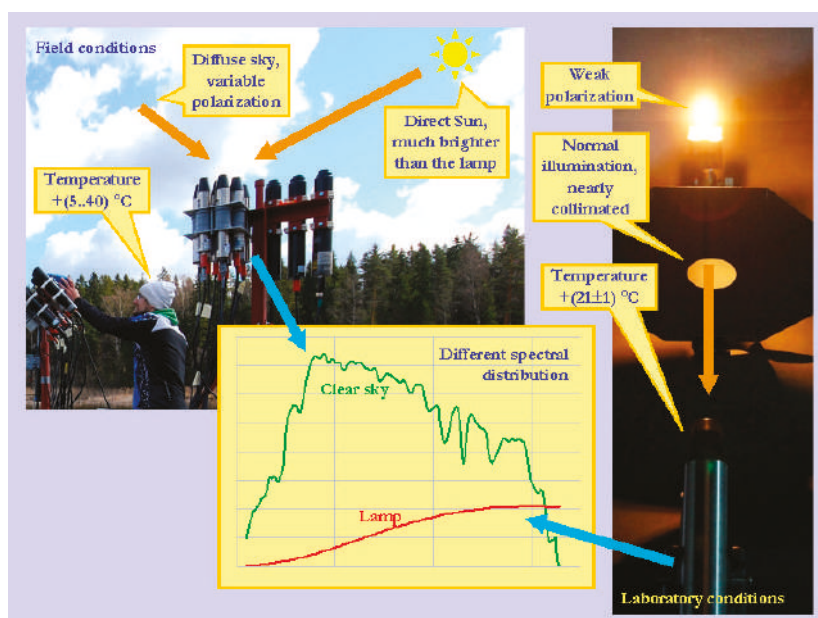 Field conditions
Diffuse sky,
variable
polarization
Direct Sun,
much brighter
than the lamp
Temperature
+(5..40) °C
Weak
polarization
Normal
illumination,
nearly
collimated
Temperature
+(21±1) °C
Different spectral
distribution
Clear sky
Lamp
Laboratory conditions